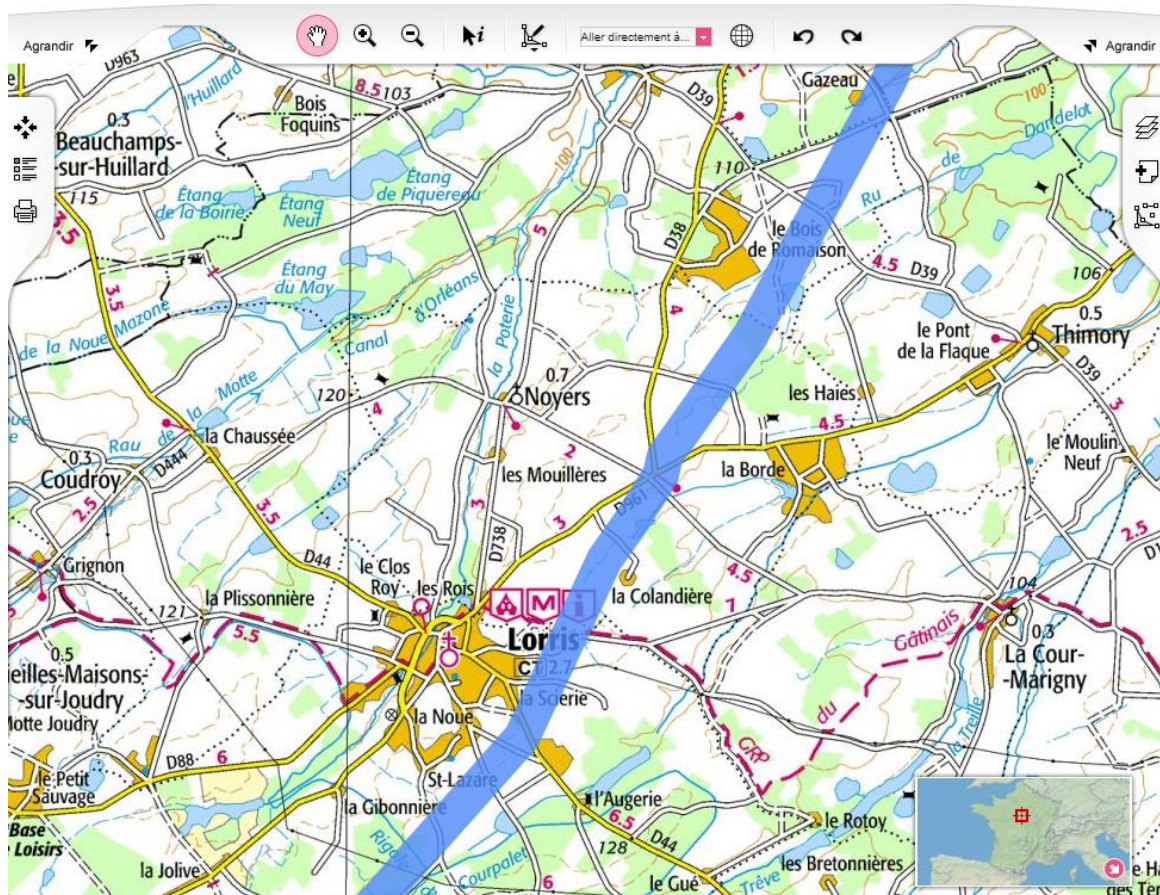 Agrandir
Aller directement à...
Agrandir
D963
l'Huillard
8.5
103
Bois
Foquins
D39
Gazeau
100
0.3
Beauchamps-
-sur-Huillard
Étang
de Piquereau
100
110
Dandelot
de
Ru
115
Étang
de la Boirie
Étang
Neuf
3.5
5
D38
le Bois
de Romaison
4.5
D39
106
Étang
du May
3.5
d'Orléans
la Poterie
4
0.5
Thimory
de la Noue Mazone
Canal
le Pont
de la Flaque
D39
la Motte
120
4
0.7
Noyers
les Haies
3
de
la Chaussée
2
4.5
le Moulin
Neuf
0.3
Rau
D444
Coudroy
les Mouillères
la Borde
2.5
3.5
3
3
D961
2.5
D44
D738
4.5
Grignon
le Clos
Roy
les Rois
la Colandière
104
121
la Plissonnière
M
i
1
Gâtinais
5.5
Lorris
0.3
La Cour-
-Marigny
0.5
eilles-Maisons-
-sur-Joudry
C
2.7
la Scierie
Motte Joudry
la Noue
du
la Treille
D88
6
GRP
le Petit
Sauvage
St-Lazare
la Gibonnière
l'Augerie
6.5
le Rotoy
Base
Loisirs
D44
128
la Jolive
Courpalet
6
le Gué
Trêve
les Bretonnières